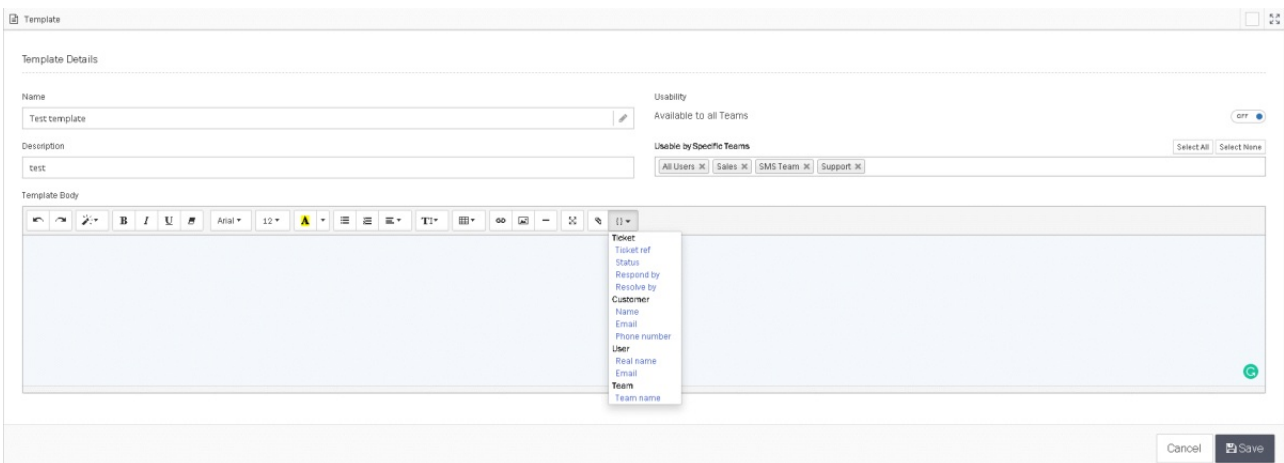 Template
Template Details
Name
Test template
Description
test
Usability
Available to all Teams
OFF
Usable by Specific Teams
Select All Select None
All Users × Sales × SMS Team × Support ×
Template Body
B I U Arial 12 A T {}
Ticket
Ticket ref
Status
Respond by
Resolve by
Customer
Name
Email
Phone number
User
Real name
Email
Team
Team name
Cancel Save